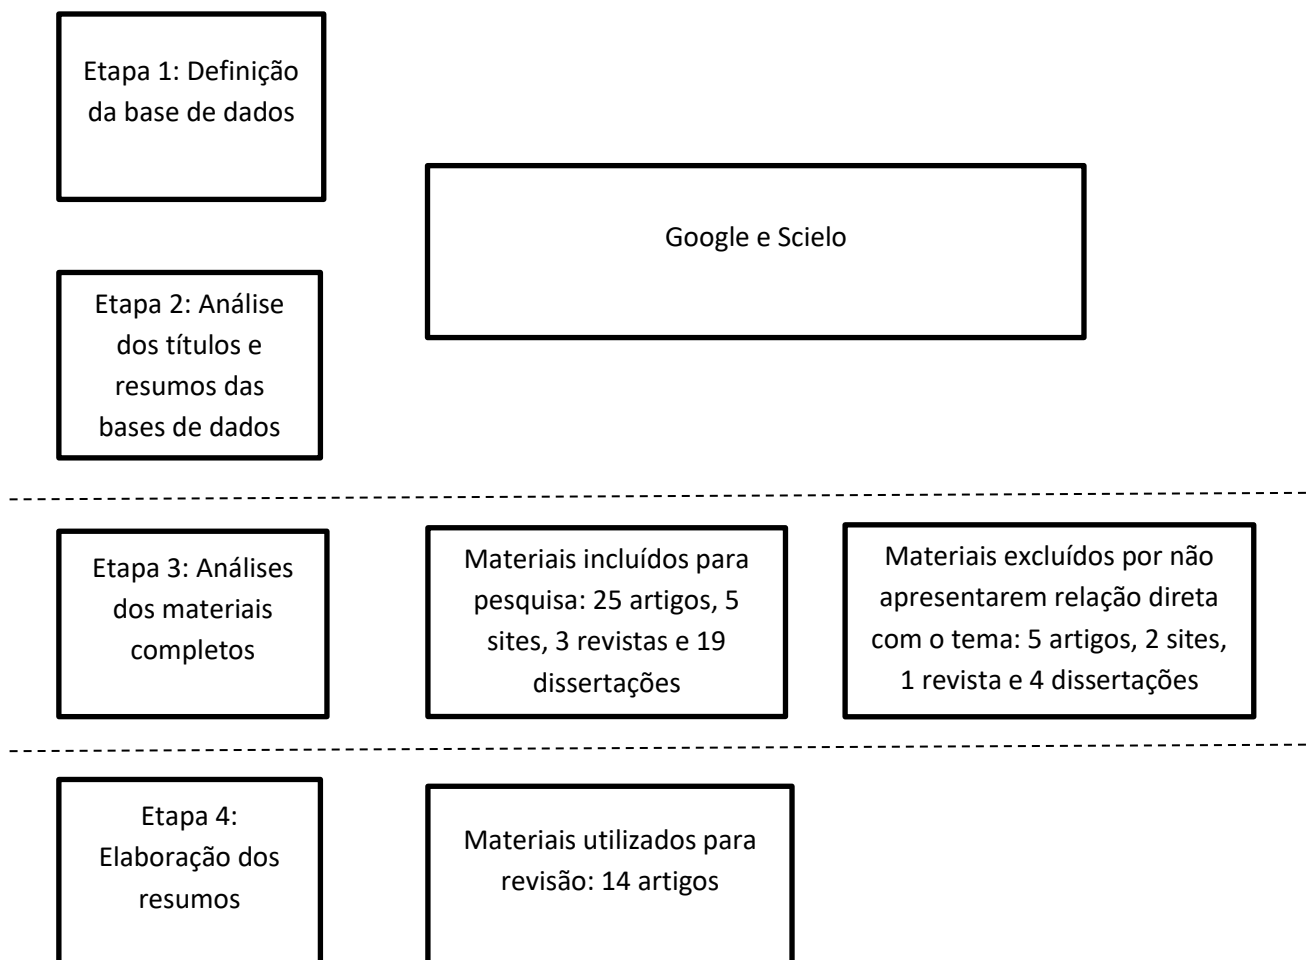 Etapa 1: Definição
da base de dados
Google e Scielo
Etapa 2: Análise
dos títulos e
resumos das
bases de dados
Etapa 3: Análises
dos materiais
completos
Materiais incluídos para
pesquisa: 25 artigos, 5
sites, 3 revistas e 19
dissertações
Materiais excluídos por não
apresentarem relação direta
com o tema: 5 artigos, 2 sites,
1 revista e 4 dissertações
Etapa 4:
Elaboração dos
resumos
Materiais utilizados para
revisão: 14 artigos